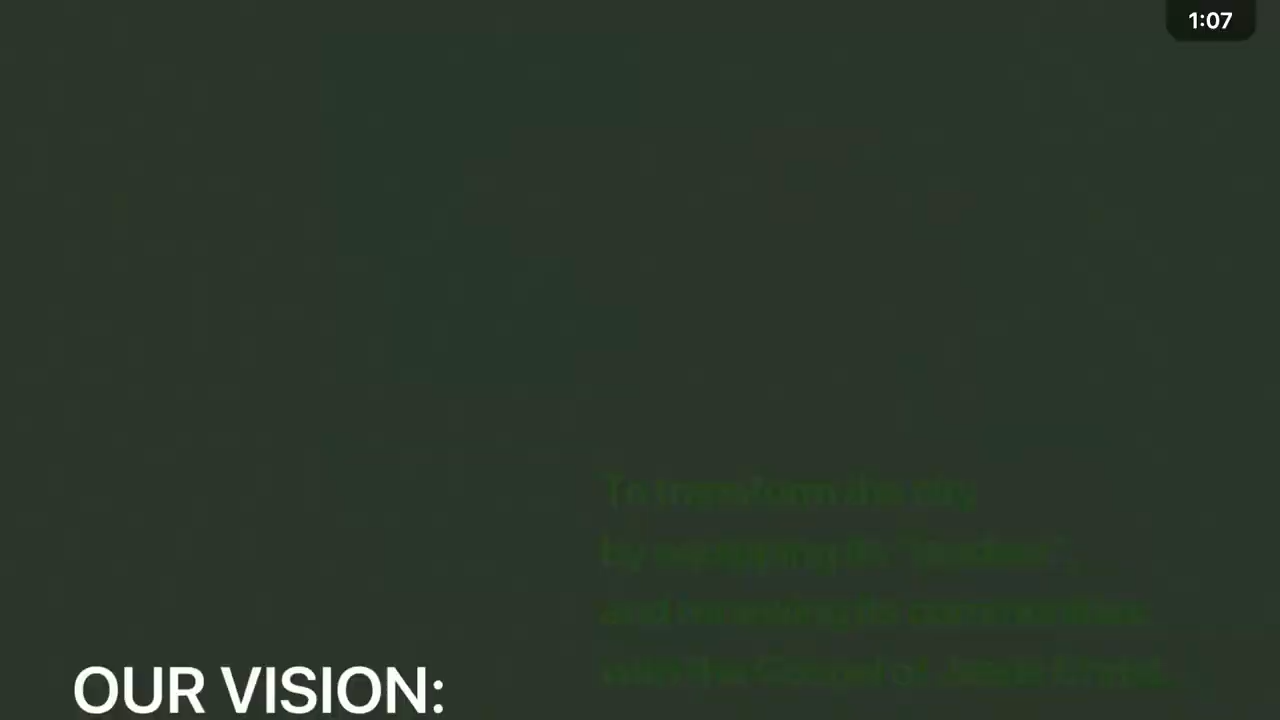 1:07
To transform the city
by equipping its
and renewing its communities
with the Gospel of Jesus Christ.
OUR VISION: